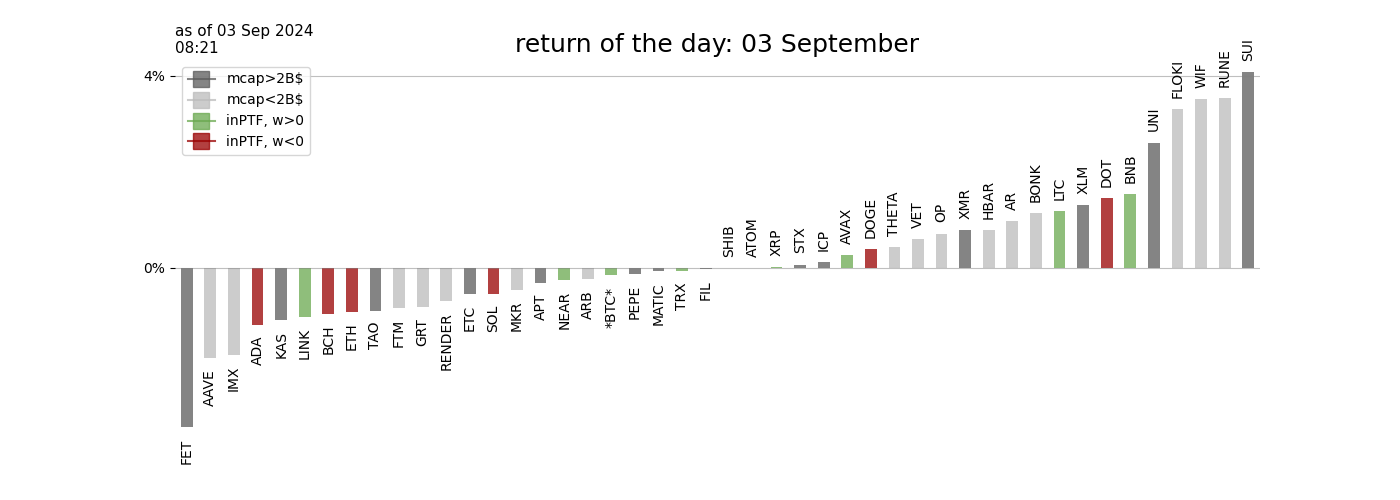 as of 03 Sep 2024
08:21
return of the day: 03 September
4%
0%
mcap>2B$
mcap<2B$
inPTF, w>0
inPTF, w<0
FET
AAVE
IMX
ADA
KAS
LINK
BCH
ETH
TAO
FTM
GRT
RENDER
ETC
SOL
MKR
APT
NEAR
ARB
*BTC*
PEPE
MATIC
TRX
FIL
SHIB
ATOM
XRP
STX
ICP
AVAX
DOGE
THETA
VET
OP
XMR
HBAR
AR
BONK
LTC
XLM
DOT
BNB
UNI
FLOKI
WIF
RUNE
SUI